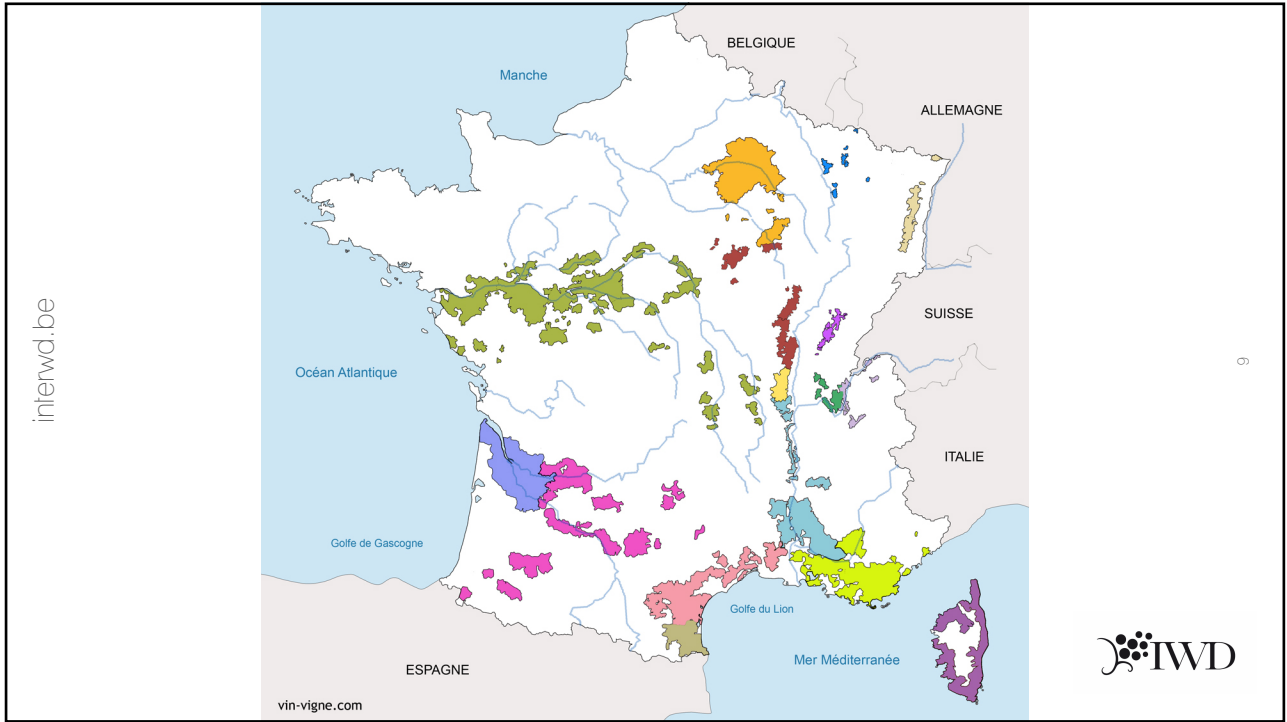 BELGIQUE
Manche
ALLEMAGNE
interwd.be
SUISSE
Océan Atlantique
9
ITALIE
Golfe de Gascogne
Golfe du Lion
Mer Méditerranée
IWD
ESPAGNE
vin-vigne.com